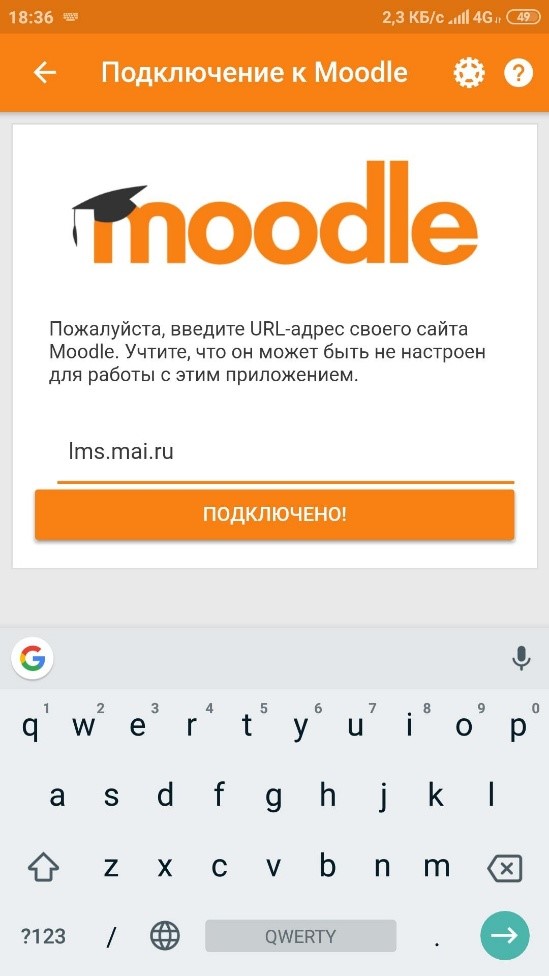 18:36 2,3 КБ/с 4G 49
Подключение к Moodle ?
moodle
Пожалуйста, введите URL-адрес своего сайта
Moodle. Учтите, что он может быть не настроен
для работы с этим приложением.
lms.mai.ru
ПОДКЛЮЧЕНО!
G
q 1 w 2 e 3 r 4 t 5 y 6 u 7 i 8 o 9 p 0
a s d f g h j k l
z x c v b n m
?123 / QWERTY .